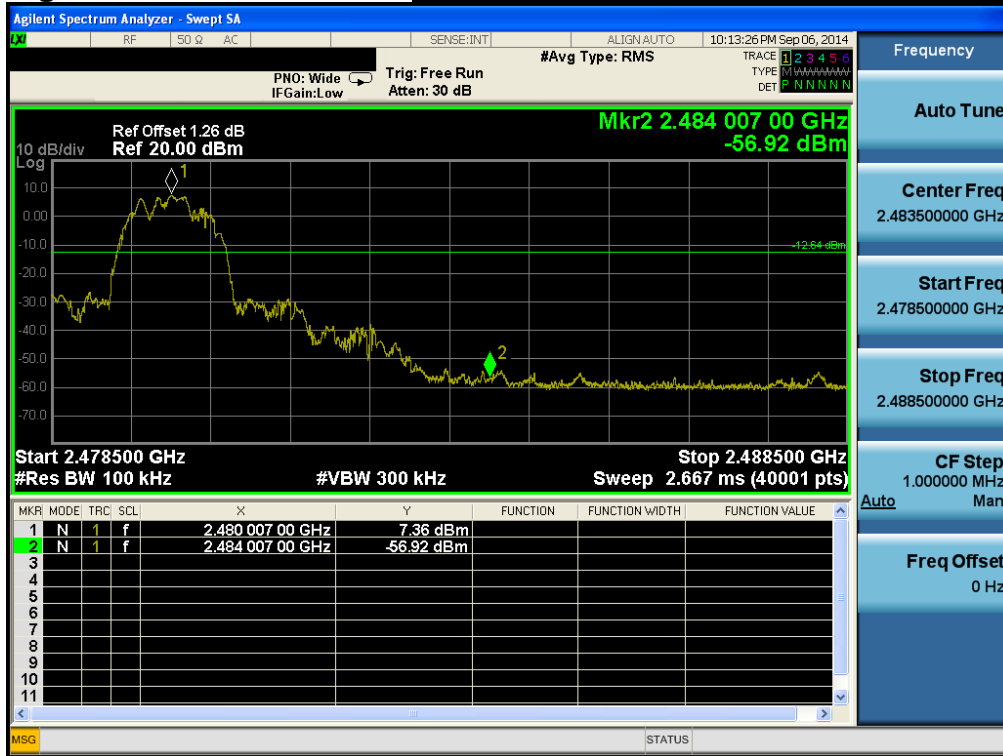 Agilent Spectrum Analyzer - Swept SA
LXI RF 50 Ω AC SENSE:INT ALIGN AUTO 10:13:26 PM Sep 06, 2014
#Avg Type: RMS TRACE 1 2 3 4 5 6
PNO: Wide Trig: Free Run TYPE M WWWWW
IFGain:Low Atten: 30 dB DET P N N N N N
Mkr2 2.484 007 00 GHz
Ref Offset 1.26 dB
10 dB/div Ref 20.00 dBm -56.92 dBm
Log
1
10.0
0.00
-10.0
-12.64 dBm
-20.0
-30.0
-40.0
-50.0
2
-60.0
-70.0
Start 2.478500 GHz Stop 2.488500 GHz
#Res BW 100 kHz #VBW 300 kHz Sweep 2.667 ms (40001 pts)
MKR MODE TRC SCL X Y FUNCTION FUNCTION WIDTH FUNCTION VALUE
1 N 1 f 2.480 007 00 GHz 7.36 dBm
2 N 1 f 2.484 007 00 GHz -56.92 dBm
3
4
5
6
7
8
9
10
11
MSG STATUS
Frequency
Auto Tune
Center Freq
2.483500000 GHz
Start Freq
2.478500000 GHz
Stop Freq
2.488500000 GHz
CF Step
1.000000 MHz
Auto Man
Freq Offset
0 Hz